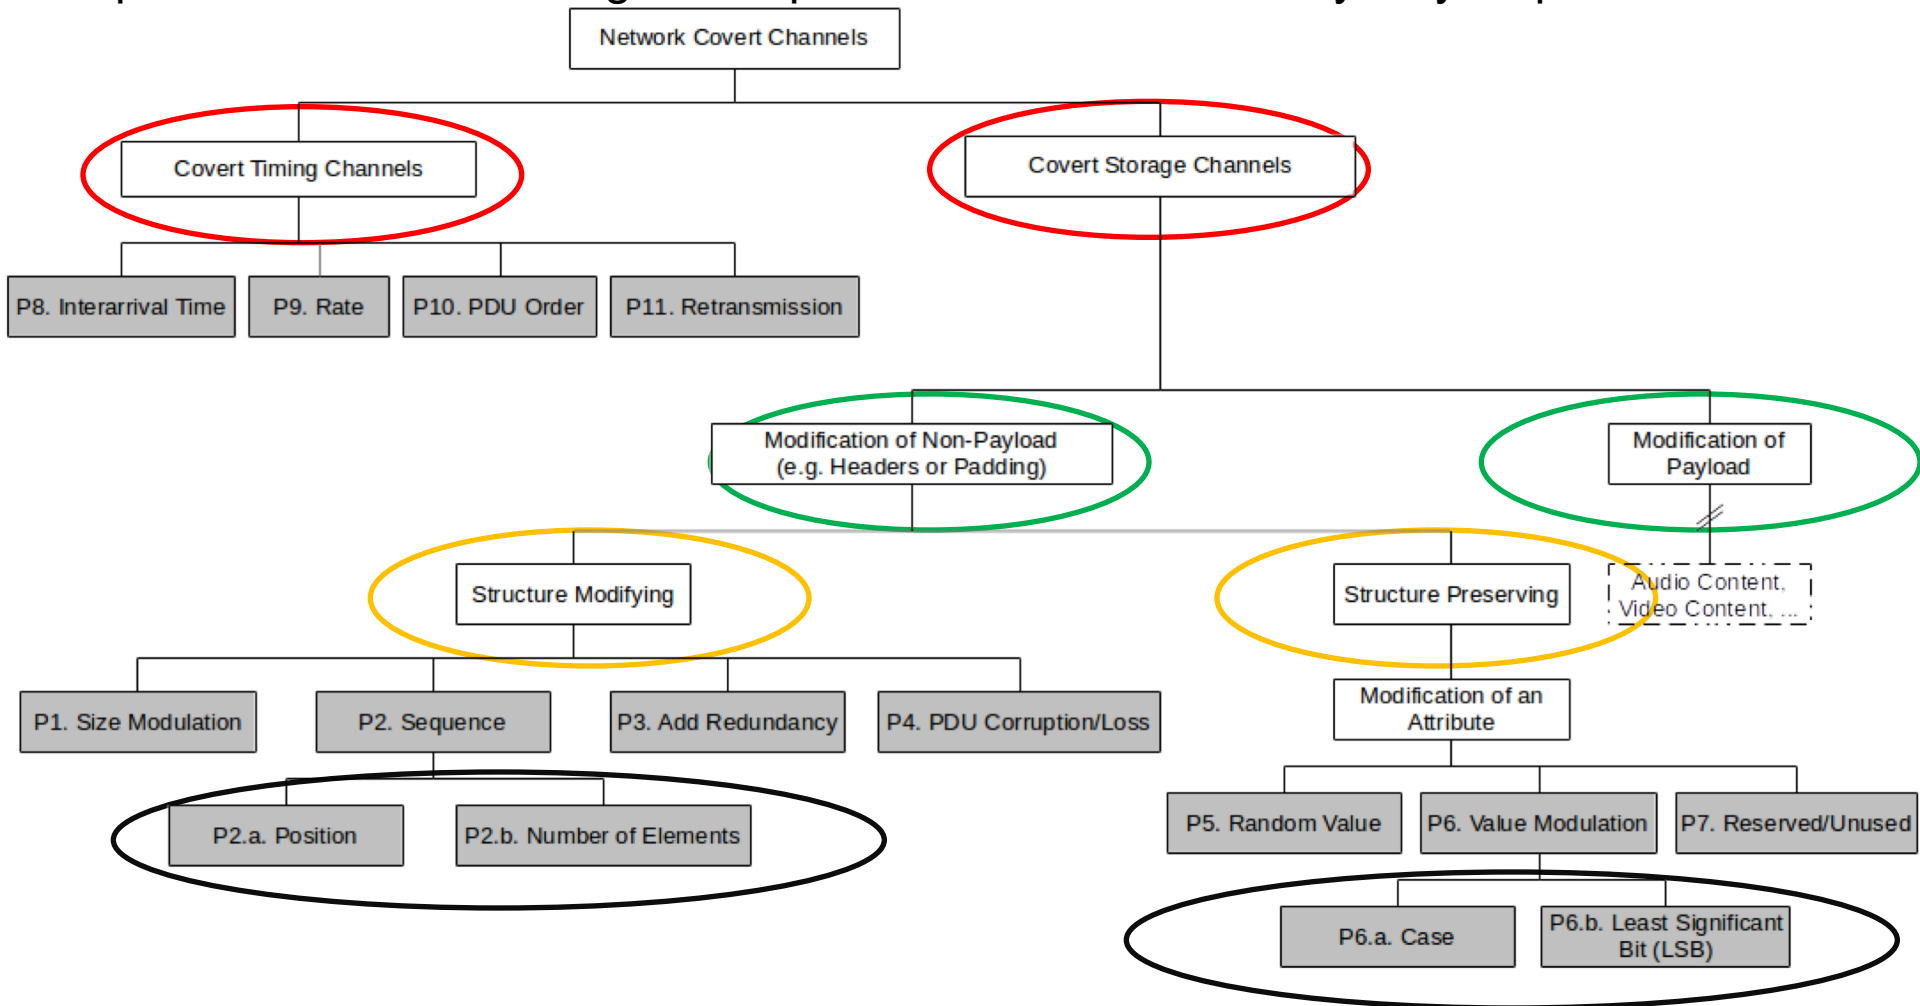 Network Covert Channels
Covert Timing Channels
Covert Storage Channels
P8. Interarrival Time
P9. Rate
P10. PDU Order
P11. Retransmission
Modification of Non-Payload
(e.g. Headers or Padding)
Modification of
Payload
Structure Modifying
Structure Preserving
Audio Content,
Video Content, ...
P1. Size Modulation
P2. Sequence
P3. Add Redundancy
P4. PDU Corruption/Loss
Modification of an
Attribute
P2.a. Position
P2.b. Number of Elements
P5. Random Value
P6. Value Modulation
P7. Reserved/Unused
P6.a. Case
P6.b. Least Significant
Bit (LSB)